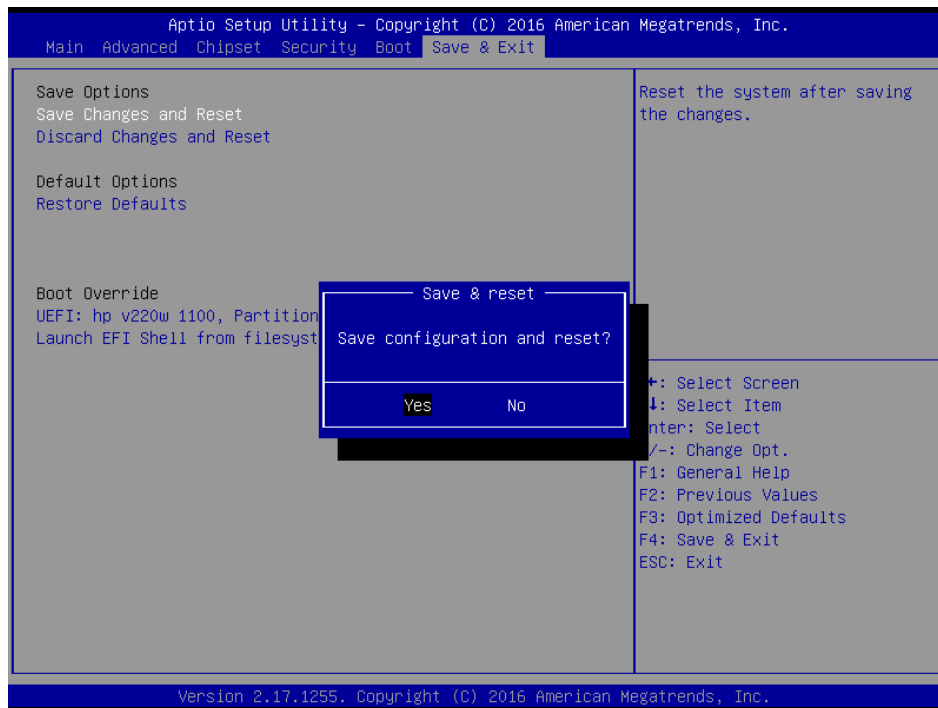 Aptio Setup Utility – Copyright (C) 2016 American Megatrends, Inc.
Main Advanced Chipset Security Boot Save & Exit
Save Options
Save Changes and Reset
Discard Changes and Reset
Default Options
Restore Defaults
Boot Override
UEFI: hp v220w 1100, Partition
Launch EFI Shell from filesyst
Reset the system after saving
the changes.
Save & reset
Save configuration and reset?
Yes No
: Select Screen
↓: Select Item
nter: Select
/-: Change Opt.
F1: General Help
F2: Previous Values
F3: Optimized Defaults
F4: Save & Exit
ESC: Exit
Version 2.17.1255. Copyright (C) 2016 American Megatrends, Inc.